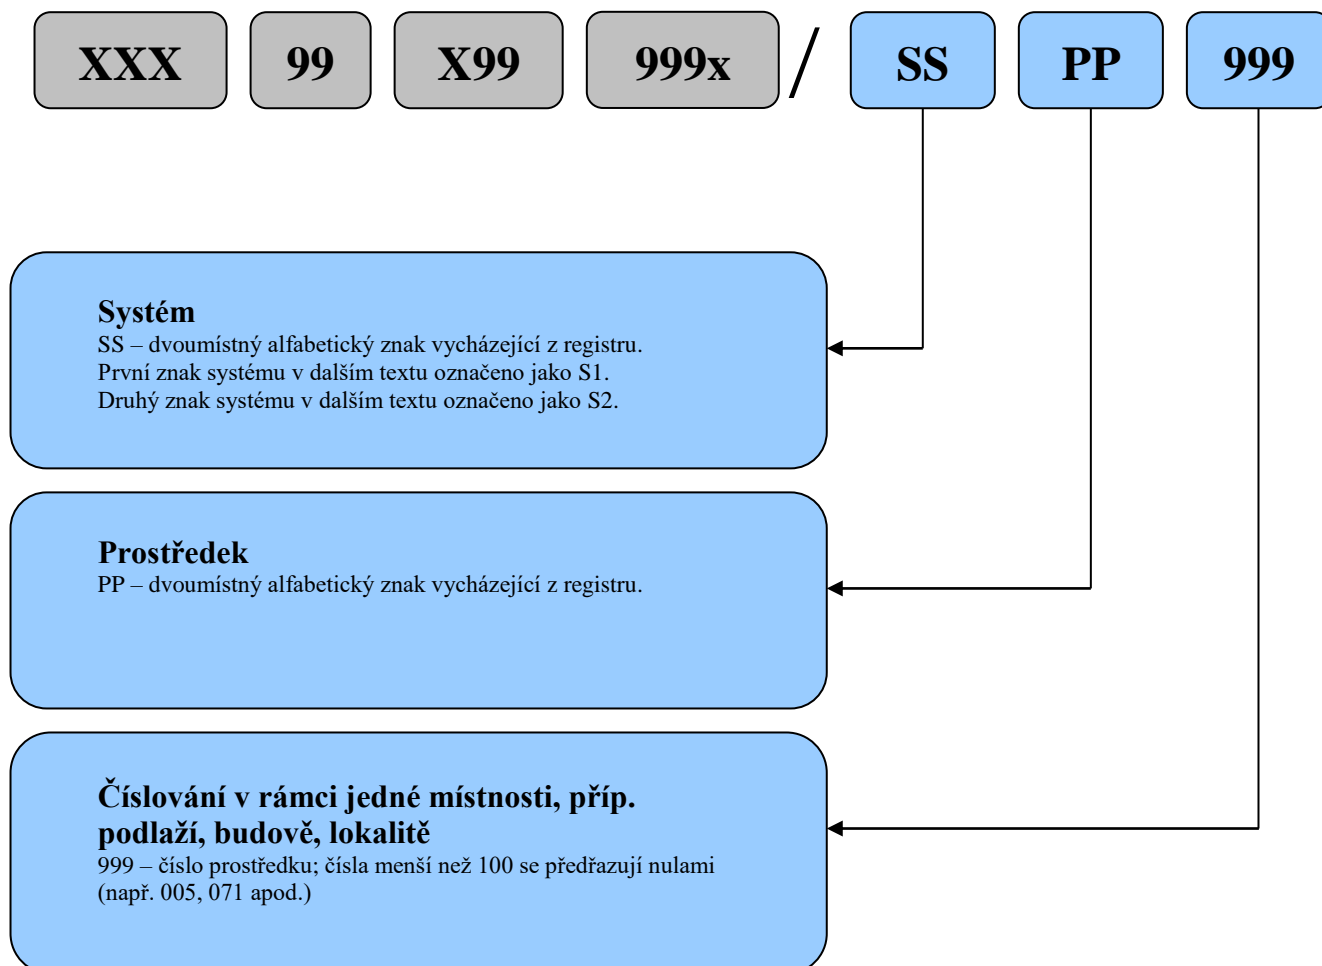 XXX 99 X99 999x / SS PP 999
Systém
SS – dvoumístný alfabetický znak vycházející z registru.
První znak systému v dalším textu označeno jako S1.
Druhý znak systému v dalším textu označeno jako S2.
Prostředek
PP – dvoumístný alfabetický znak vycházející z registru.
Číslování v rámci jedné místnosti, příp.
podlaží, budově, lokalitě
999 – číslo prostředku; čísla menší než 100 se předřazují nulami
(např. 005, 071 apod.)